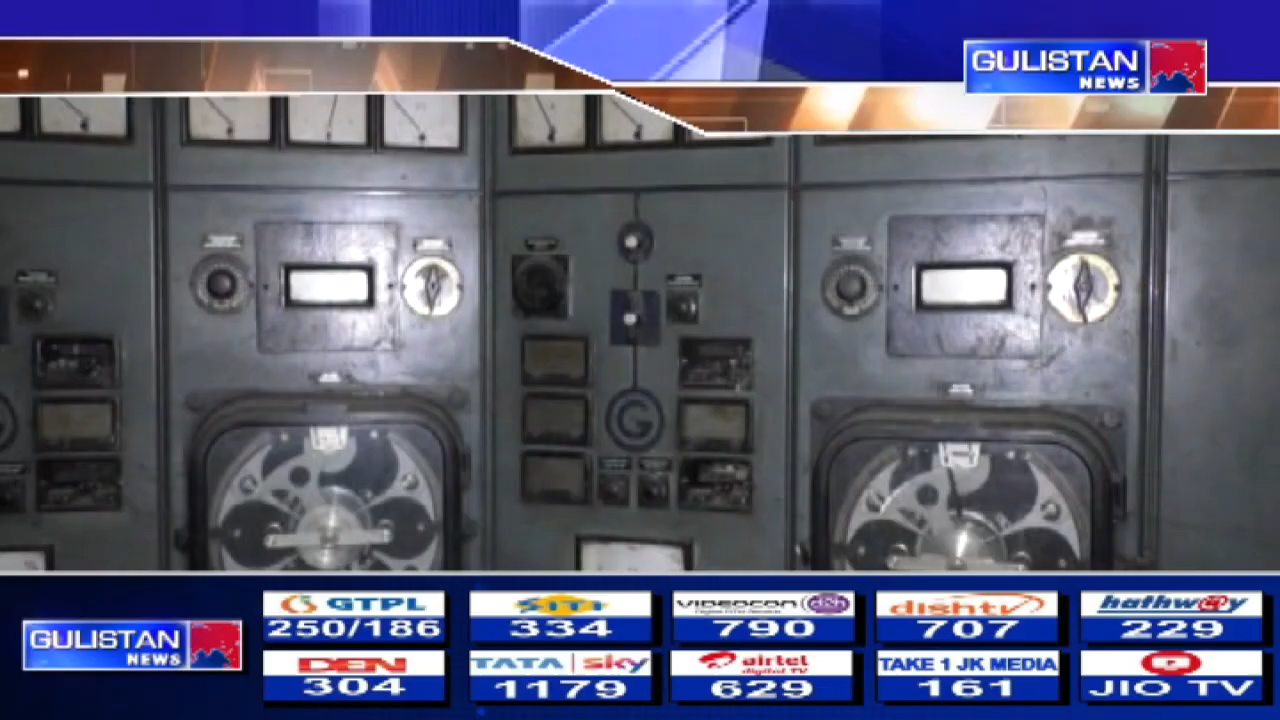 GULISTAN
NEWS
G
GULISTAN
NEWS
GTPL
250/186
SITI
334
VIDEOCON d2h
790
dishtv
707
hathway
229
DEN
304
TATA sky
1179
airtel
digital TV
629
TAKE 1 JK MEDIA
161
JIO TV